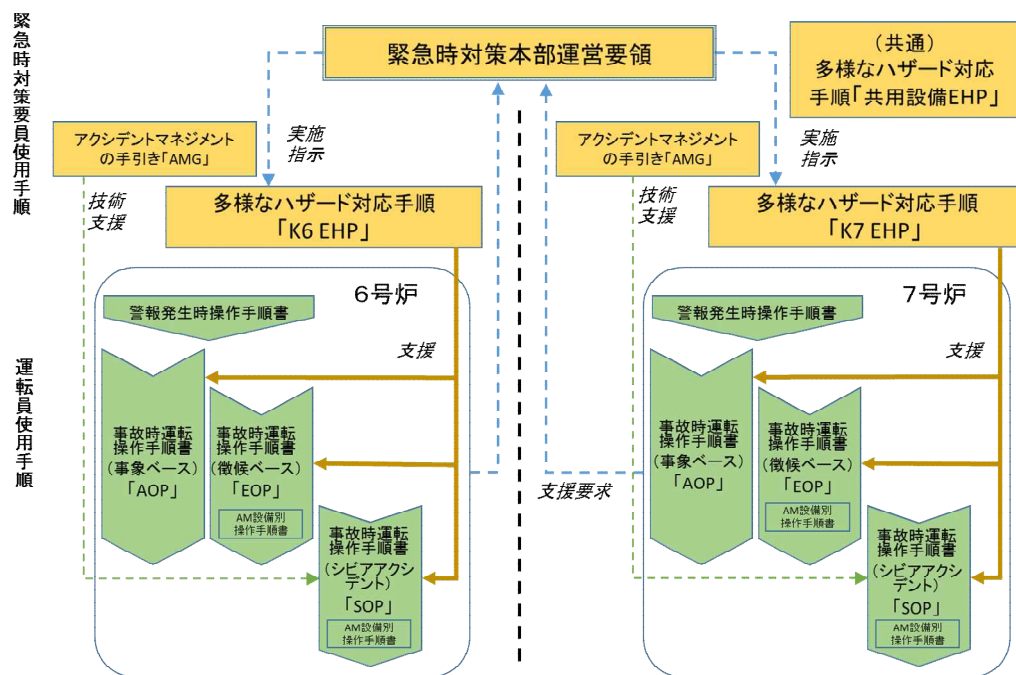 緊急時対策要員使用手順
運転員使用手順
緊急時対策本部運営要領
（共通）
多様なハザード対応
手順「共用設備EHP」
アクシデントマネジメント
の手引き「AMG」
実施
指示
技術
支援
多様なハザード対応手順
「K6 EHP」
6号炉
警報発生時操作手順書
支援
事故時運転
操作手順書
（事象ベース）
「AOP」
事故時運転
操作手順書
（徴候ベース）
「EOP」
AM設備別
操作手順書
事故時運転
操作手順書
（シビアアクシ
デント）
「SOP」
AM設備別
操作手順書
アクシデントマネジメント
の手引き「AMG」
実施
指示
技術
支援
多様なハザード対応手順
「K7 EHP」
7号炉
警報発生時操作手順書
支援
支援要求
事故時運転
操作手順書
（事象ベース）
「AOP」
事故時運転
操作手順書
（徴候ベース）
「EOP」
AM設備別
操作手順書
事故時運転
操作手順書
（シビアアクシ
デント）
「SOP」
AM設備別
操作手順書